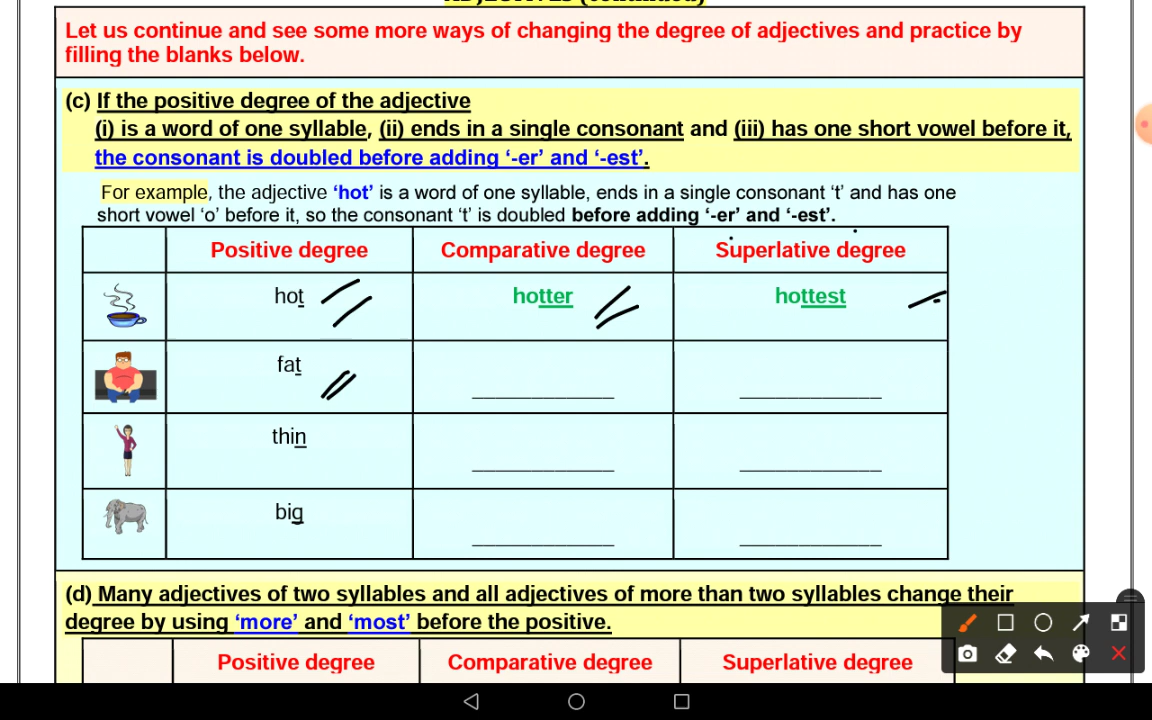 Let us continue and see some more ways of changing the degree of adjectives and practice by
filling the blanks below.
(c) If the positive degree of the adjective
(i) is a word of one syllable, (ii) ends in a single consonant and (iii) has one short vowel before it,
the consonant is doubled before adding ‘-er’ and ‘-est’.
For example, the adjective ‘hot’ is a word of one syllable, ends in a single consonant ‘t’ and has one
short vowel ‘o’ before it, so the consonant ‘t’ is doubled before adding ‘-er’ and ‘-est’.
Positive degree Comparative degree Superlative degree
hot hotter hottest
fat ____________ ____________
thin ____________ ____________
big ____________ ____________
(d) Many adjectives of two syllables and all adjectives of more than two syllables change their
degree by using ‘more’ and ‘most’ before the positive.
Positive degree Comparative degree Superlative degree